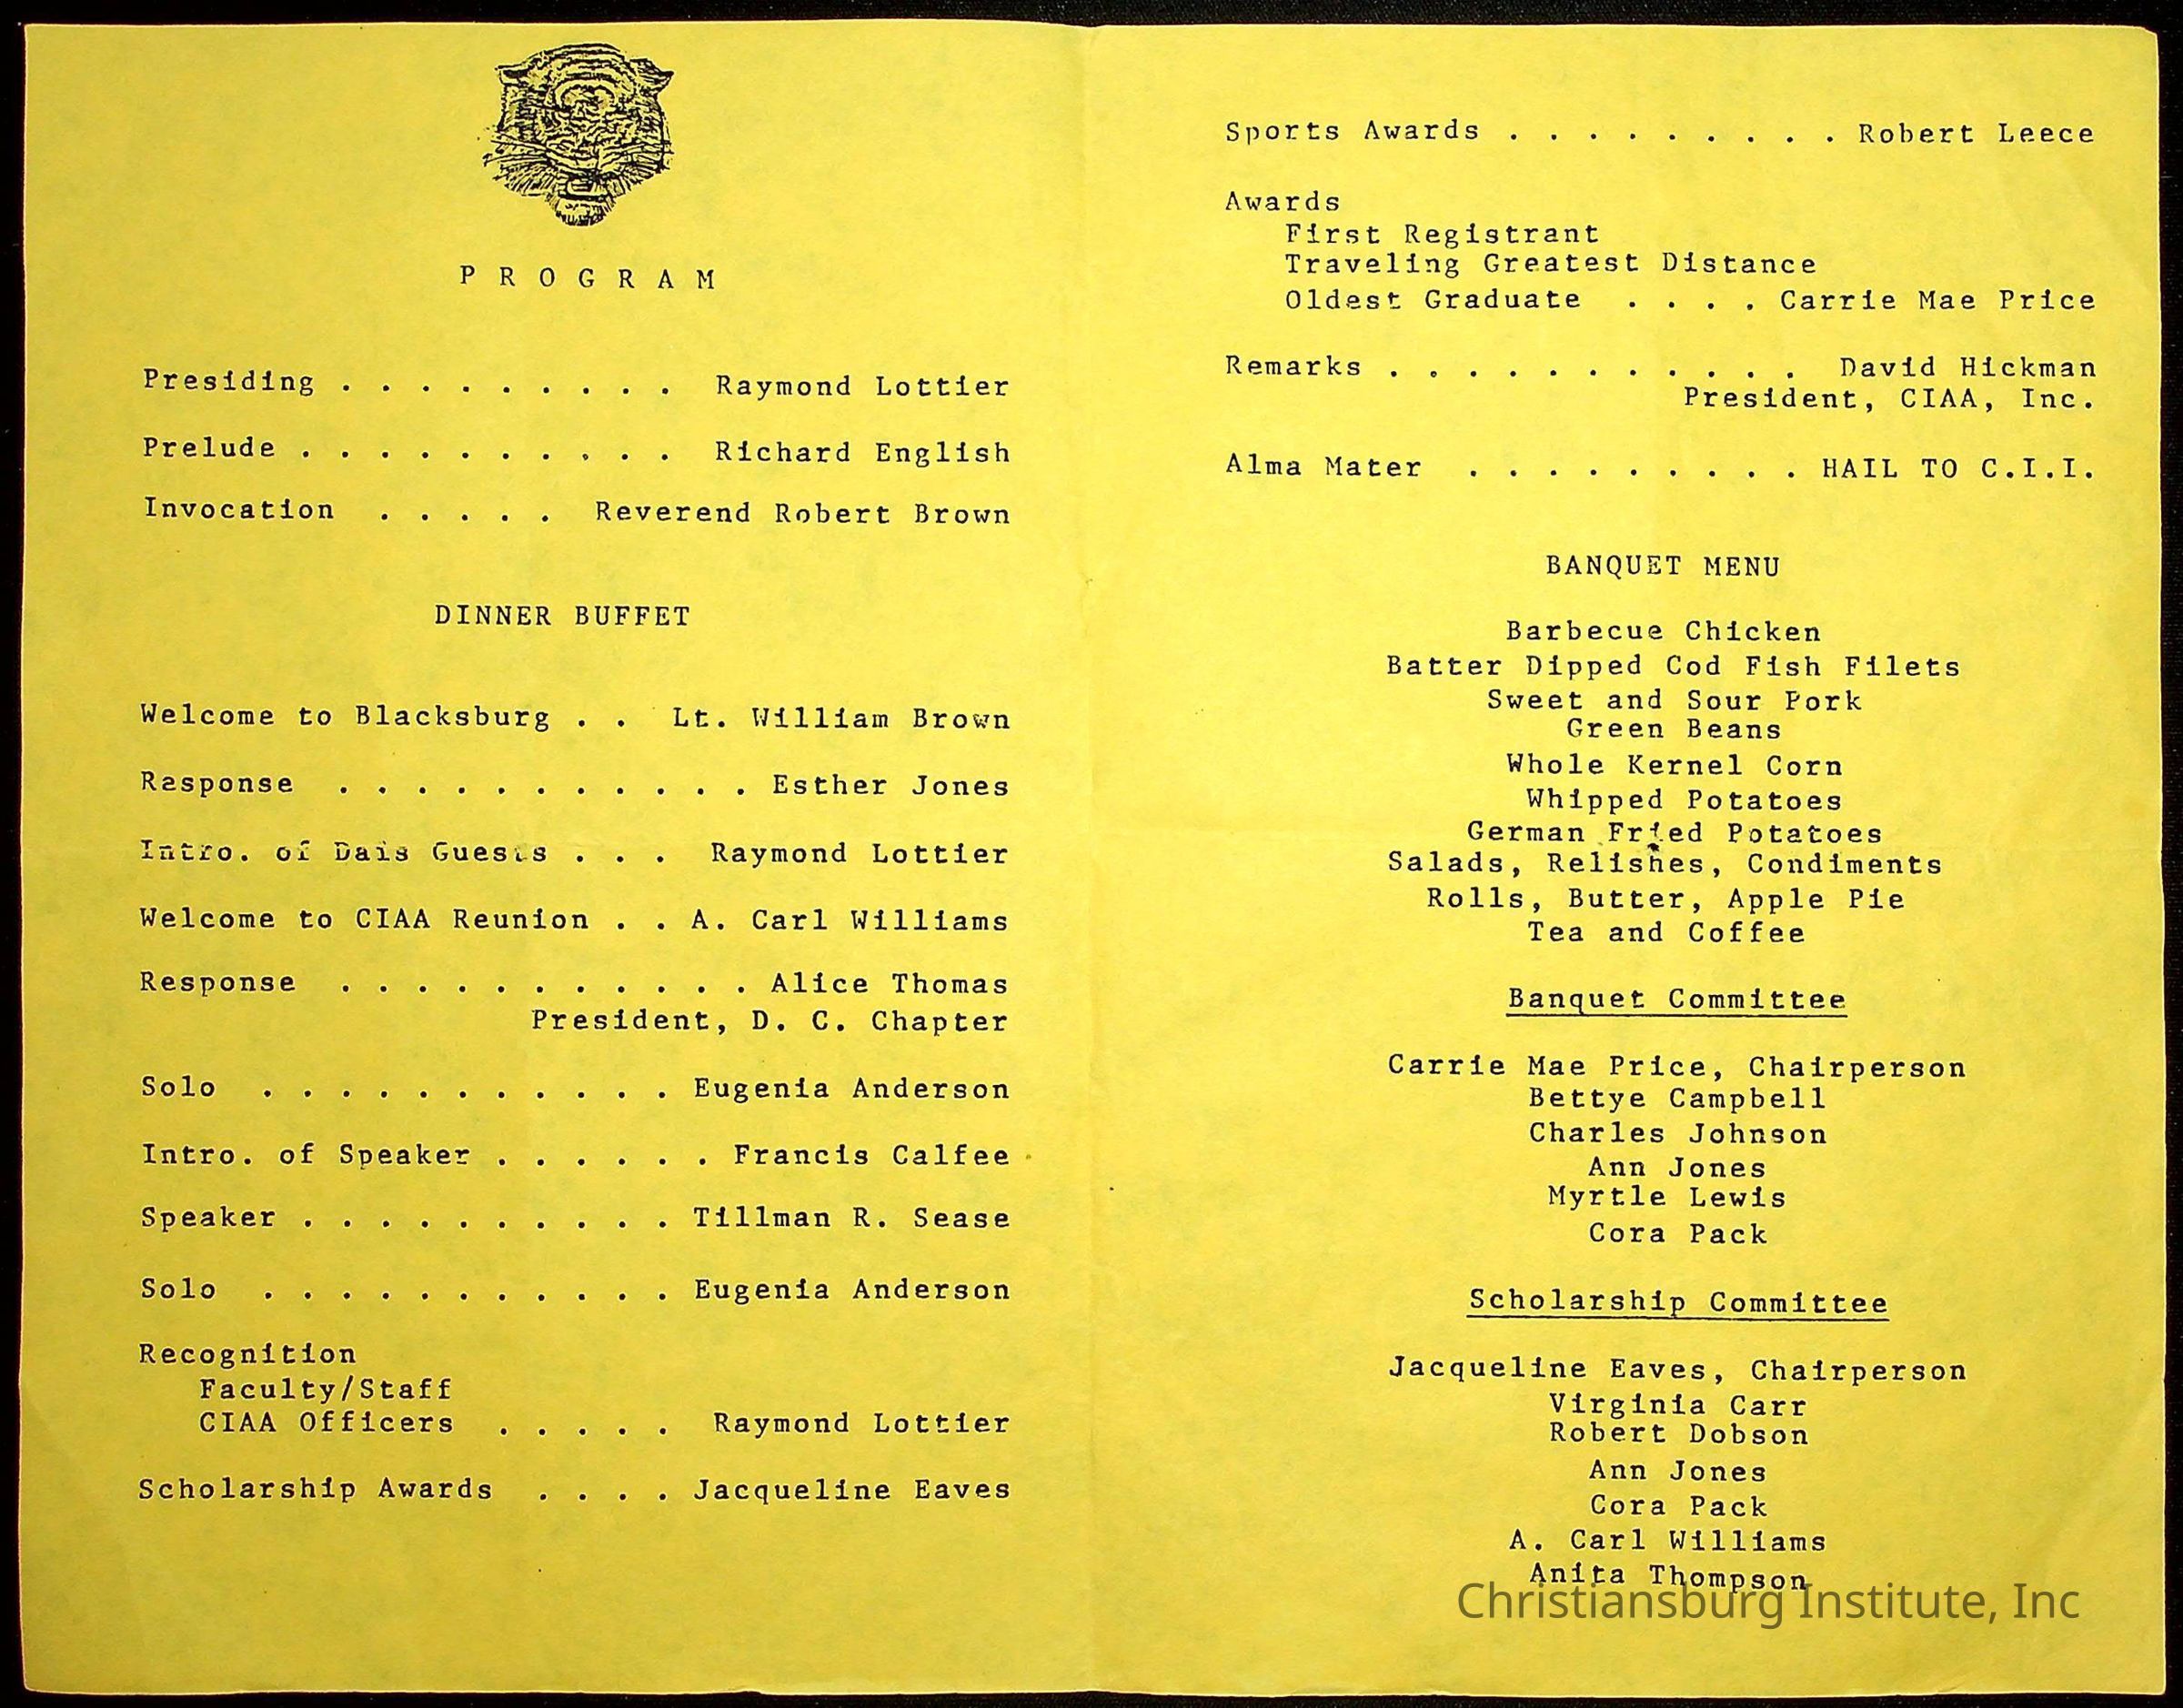 P R O G R A M
Presiding . . . . . . . . . Raymond Lottier
Prelude . . . . . . . . . . Richard English
Invocation . . . . . Reverend Robert Brown
DINNER BUFFET
Welcome to Blacksburg . . Lt. William Brown
Response . . . . . . . . . . . Esther Jones
Intro. of Dais Guests . . . Raymond Lottier
Welcome to CIAA Reunion . . A. Carl Williams
Response . . . . . . . . . . . Alice Thomas
President, D. C. Chapter
Solo . . . . . . . . . . . Eugenia Anderson
Intro. of Speaker . . . . . . Francis Calfee
Speaker . . . . . . . . . . Tillman R. Sease
Solo . . . . . . . . . . . Eugenia Anderson
Recognition
Faculty/Staff
CIAA Officers . . . . . Raymond Lottier
Scholarship Awards . . . . Jacqueline Eaves
Sports Awards . . . . . . . . . Robert Leece
Awards
First Registrant
Traveling Greatest Distance
Oldest Graduate . . . . Carrie Mae Price
Remarks . . . . . . . . . . . David Hickman
President, CIAA, Inc.
Alma Mater . . . . . . . . . HAIL TO C.I.I.
BANQUET MENU
Barbecue Chicken
Batter Dipped Cod Fish Filets
Sweet and Sour Pork
Green Beans
Whole Kernel Corn
Whipped Potatoes
German Fried Potatoes
Salads, Relishes, Condiments
Rolls, Butter, Apple Pie
Tea and Coffee
Banquet Committee
Carrie Mae Price, Chairperson
Bettye Campbell
Charles Johnson
Ann Jones
Myrtle Lewis
Cora Pack
Scholarship Committee
Jacqueline Eaves, Chairperson
Virginia Carr
Robert Dobson
Ann Jones
Cora Pack
A. Carl Williams
Anita Thompson
Christiansburg Institute, Inc